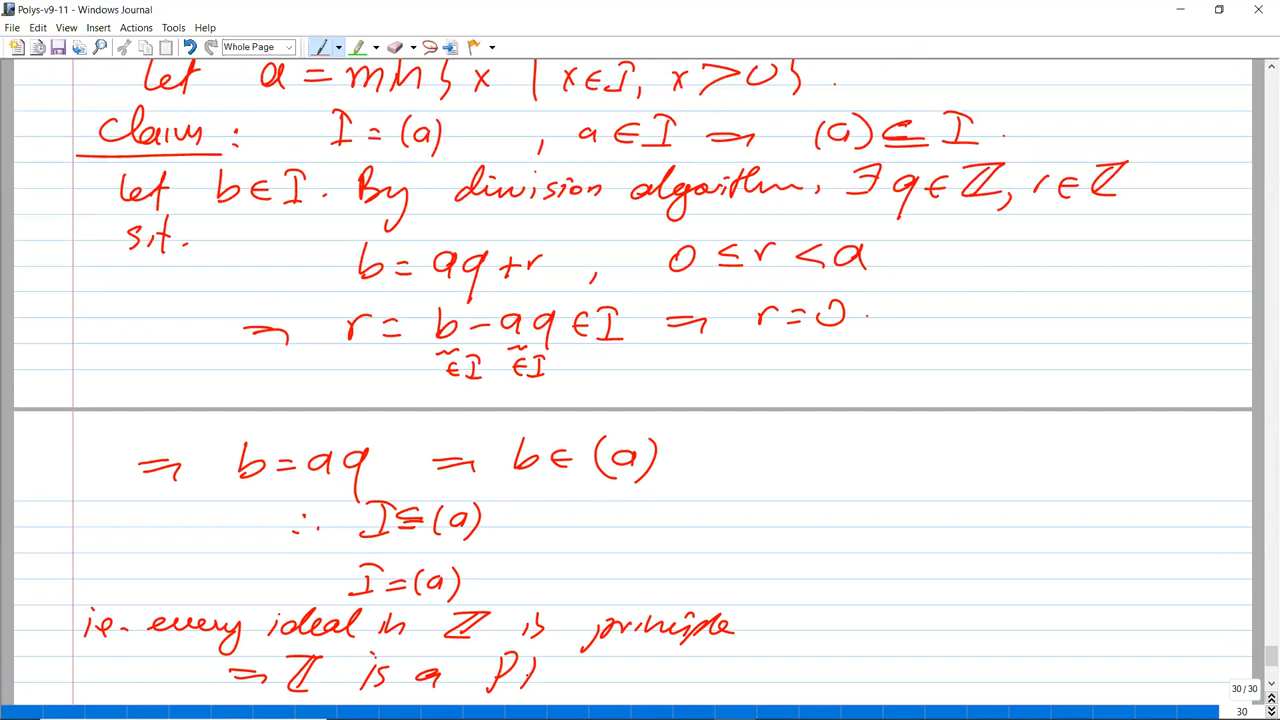 Polys-v9-11 - Windows Journal
File Edit View Insert Actions Tools Help
Whole Page
Let a = min { x | x ∈ I, x > 0 } .
Claim : I = (a) , a ∈ I ⇒ (a) ⊆ I .
Let b ∈ I. By division algorithm, ∃ q ∈ ℤ, r ∈ ℤ
s.t.
b = aq + r , 0 ≤ r < a
⇒ r = b - aq ∈ I ⇒ r = 0 .
∈ I ∈ I
⇒ b = aq ⇒ b ∈ (a)
∴ I ⊆ (a)
I = (a)
i.e. every ideal in ℤ is principle
⇒ ℤ is a PI
30 / 30
30